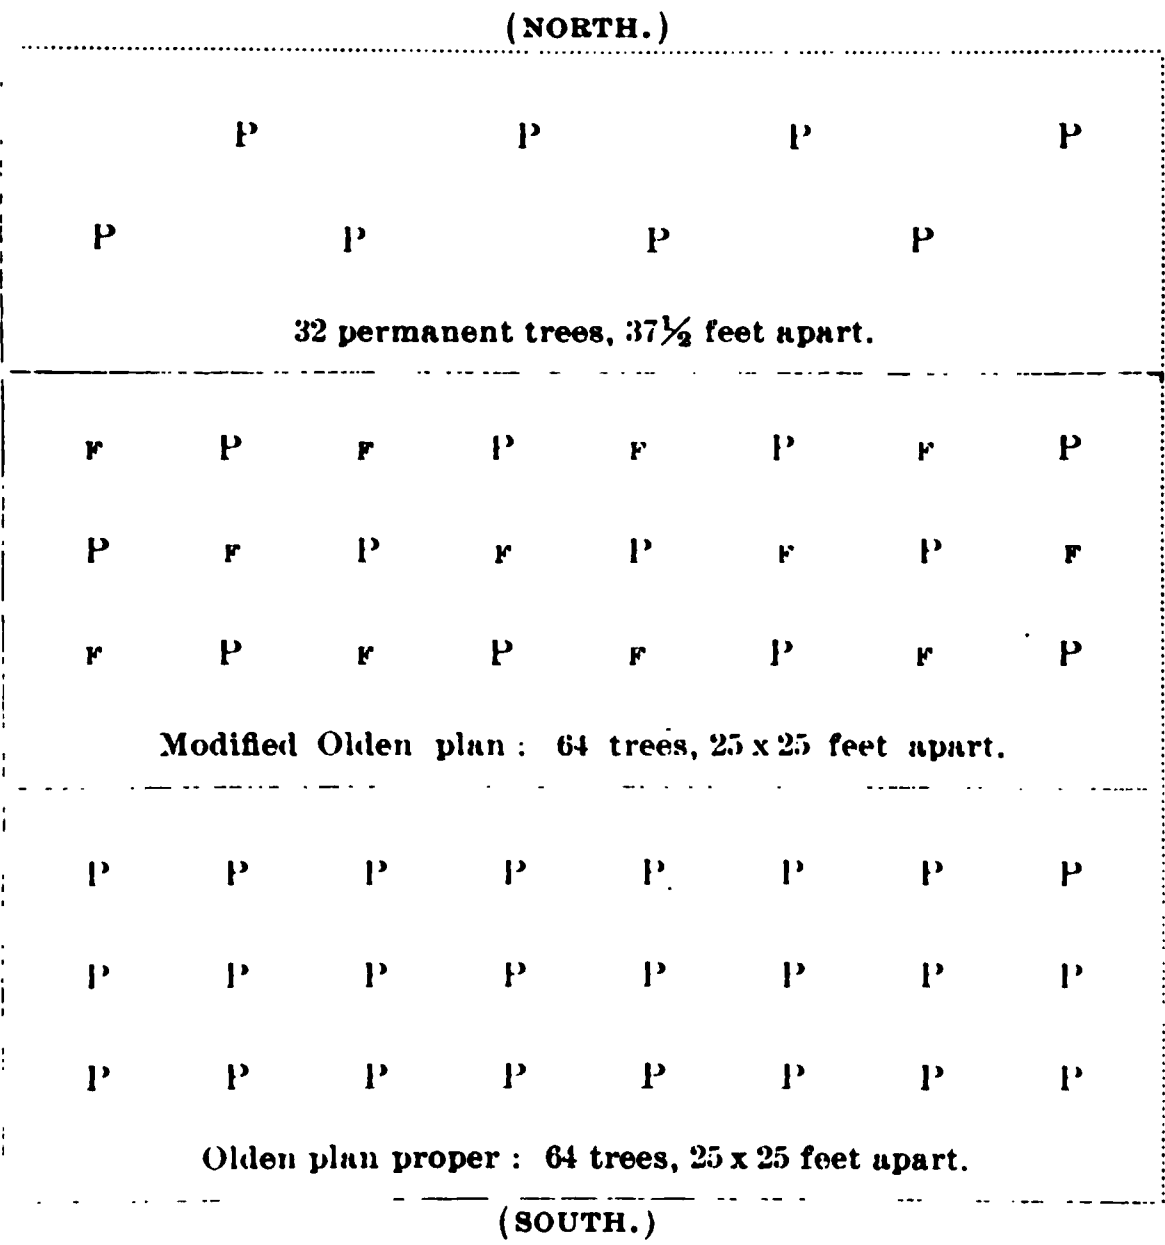 (NORTH.)
P P P P
P P P P
32 permanent trees, 37½ feet apart.
F P F P F P F P
P F P F P F P F
F P F P F P F P
Modified Olden plan : 64 trees, 25 x 25 feet apart.
P P P P P P P P
P P P P P P P P
P P P P P P P P
Olden plan proper : 64 trees, 25 x 25 feet apart.
(SOUTH.)